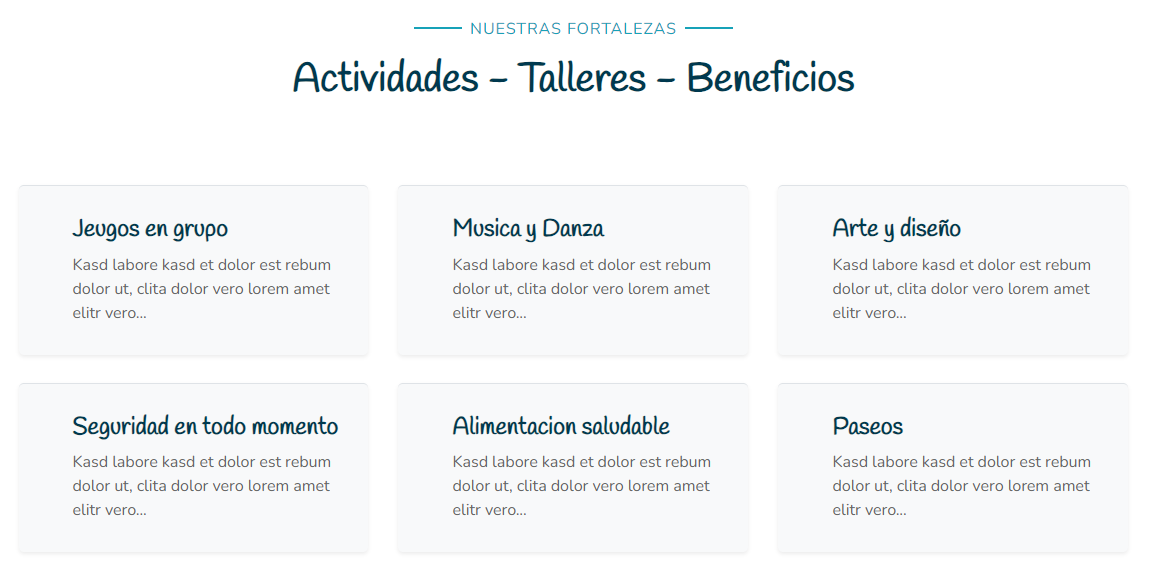 NUESTRAS FORTALEZAS
Actividades - Talleres - Beneficios
Jeugos en grupo
Kasd labore kasd et dolor est rebum
dolor ut, clita dolor vero lorem amet
elitr vero...
Musica y Danza
Kasd labore kasd et dolor est rebum
dolor ut, clita dolor vero lorem amet
elitr vero...
Arte y diseño
Kasd labore kasd et dolor est rebum
dolor ut, clita dolor vero lorem amet
elitr vero...
Seguridad en todo momento
Kasd labore kasd et dolor est rebum
dolor ut, clita dolor vero lorem amet
elitr vero...
Alimentacion saludable
Kasd labore kasd et dolor est rebum
dolor ut, clita dolor vero lorem amet
elitr vero...
Paseos
Kasd labore kasd et dolor est rebum
dolor ut, clita dolor vero lorem amet
elitr vero...